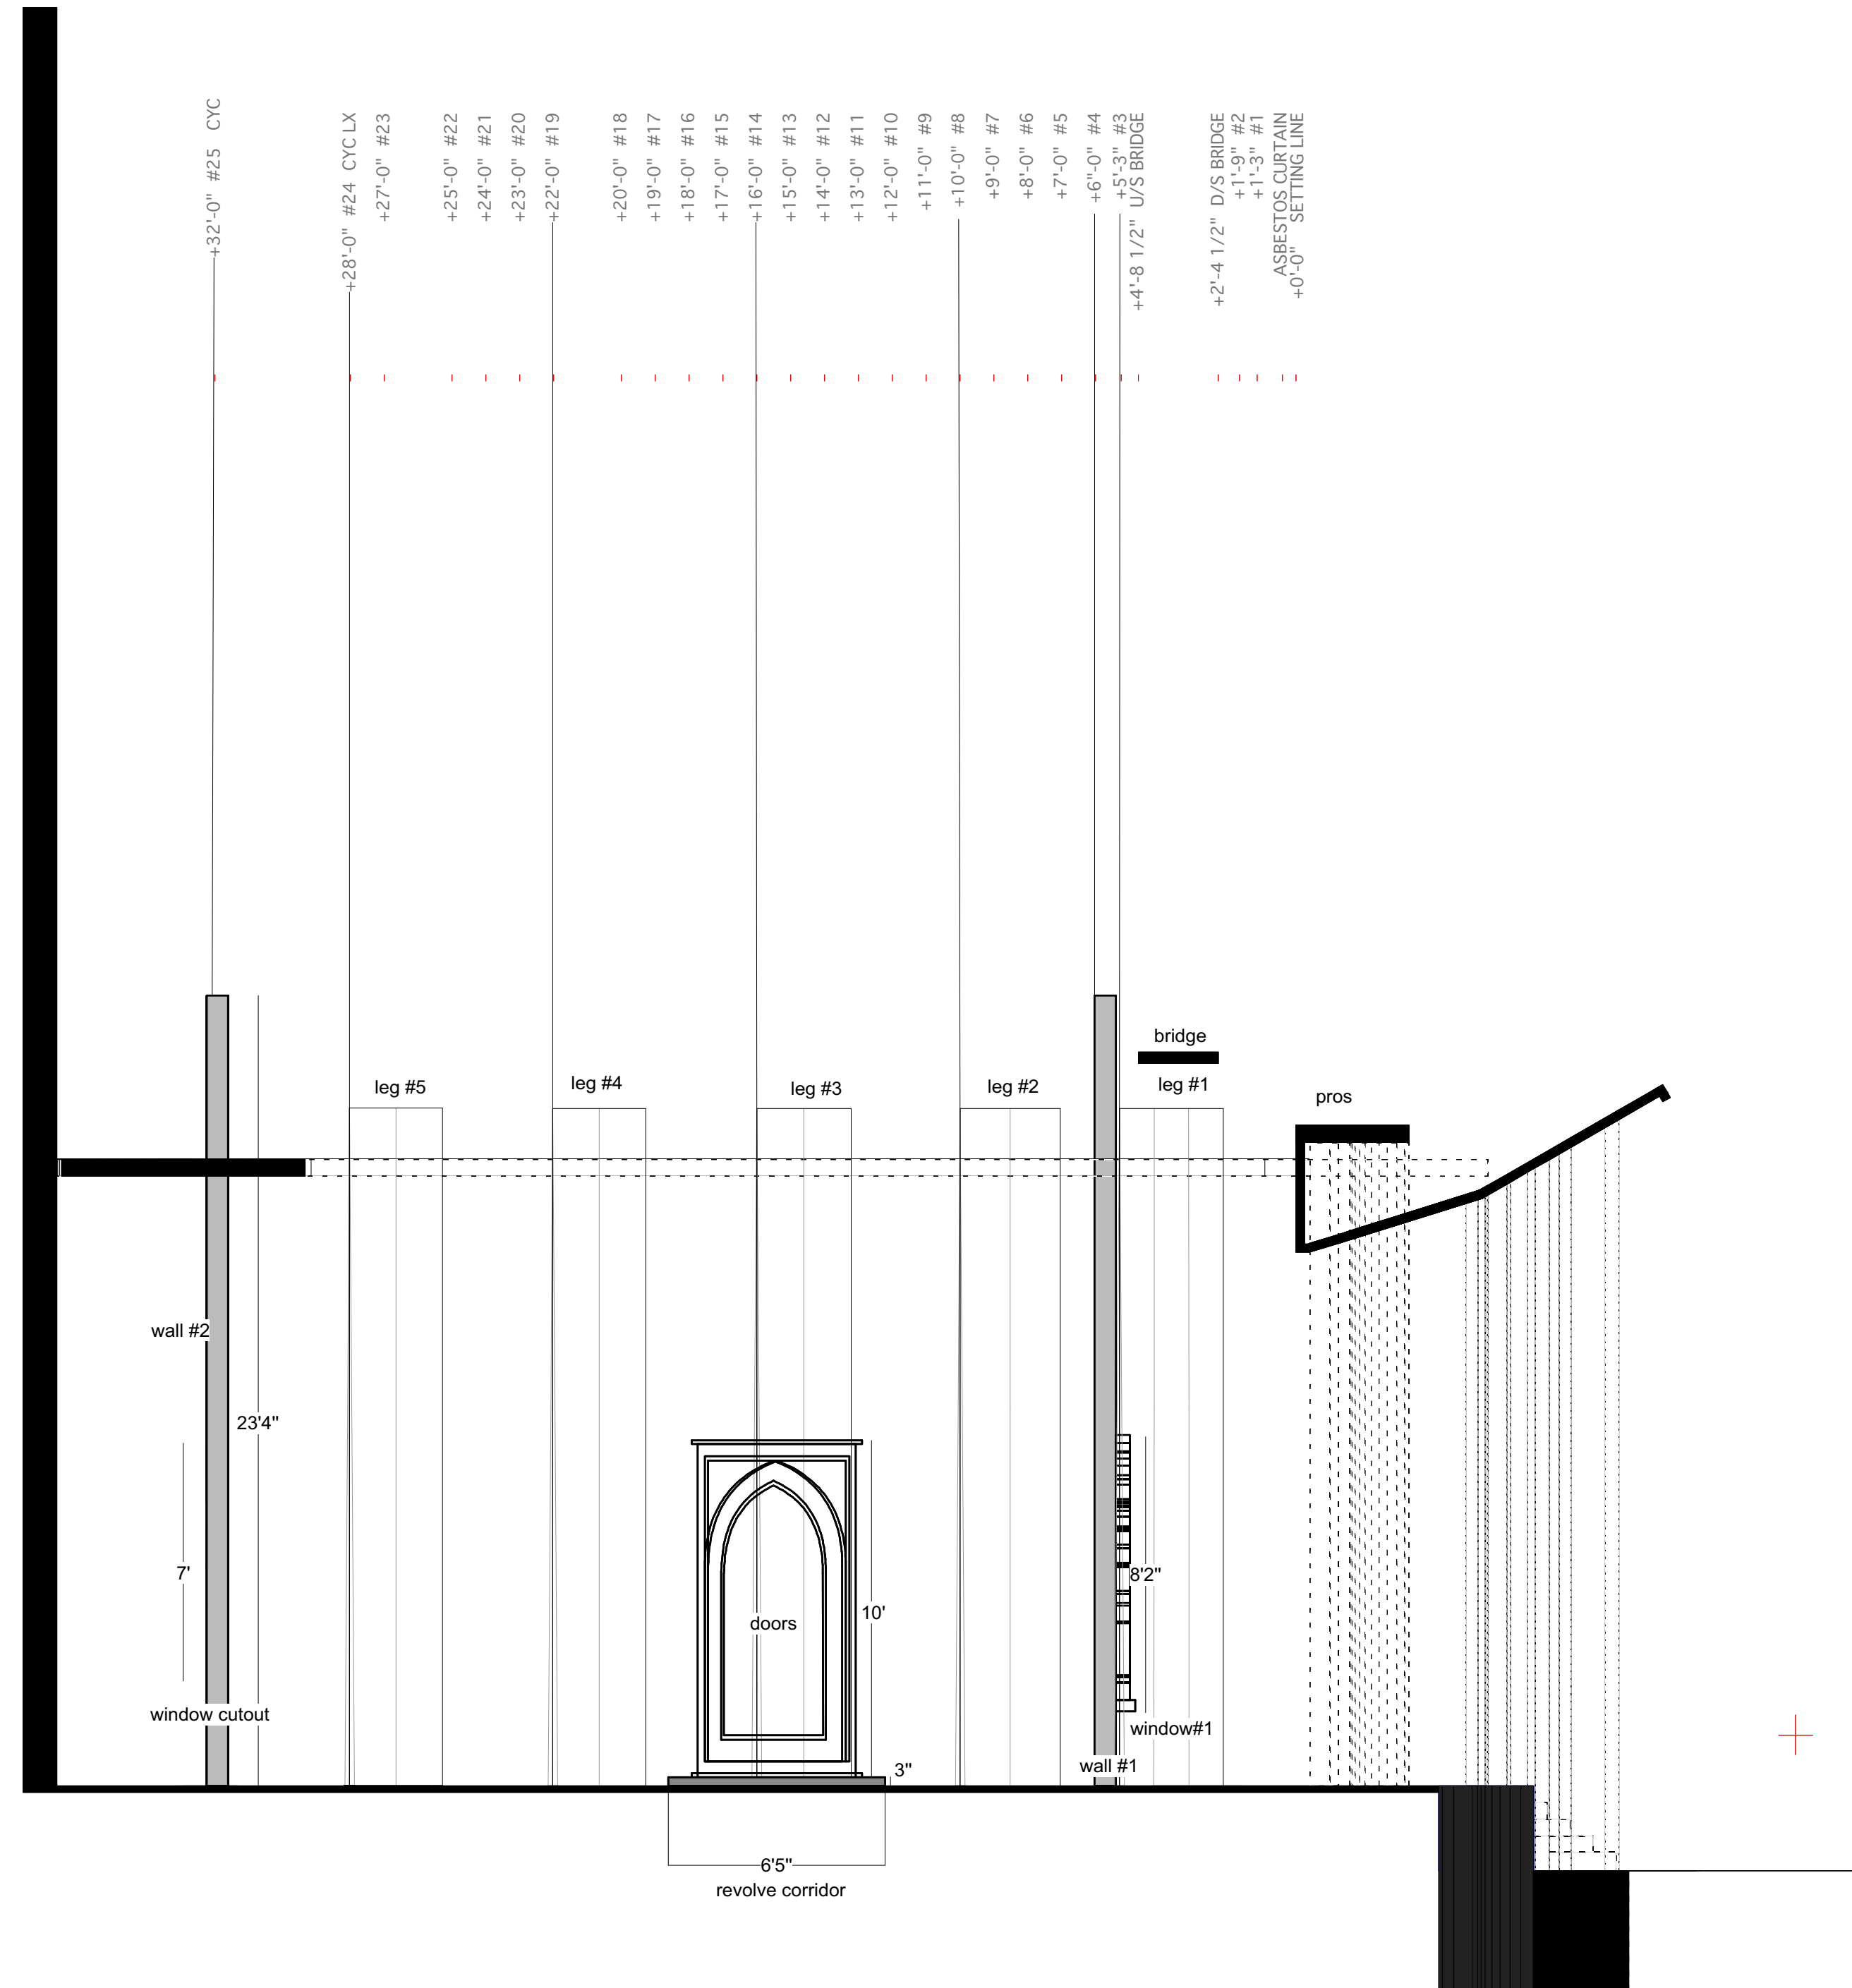 +32'-0" #25 CYC
+28'-0" #24 CYC LX
+27'-0" #23
+25'-0" #22
+24'-0" #21
+23'-0" #20
+22'-0" #19
+20'-0" #18
+19'-0" #17
+18'-0" #16
+17'-0" #15
+16'-0" #14
+15'-0" #13
+14'-0" #12
+13'-0" #11
+12'-0" #10
+11'-0" #9
+10'-0" #8
+9'-0" #7
+8'-0" #6
+7'-0" #5
+6"-0" #4
+5'-3" #3
+4'-8 1/2" U/S BRIDGE
+2'-4 1/2" D/S BRIDGE
+1'-9" #2
+1'-3" #1
ASBESTOS CURTAIN
+0'-0" SETTING LINE
bridge
leg #5
leg #4
leg #3
leg #2
leg #1
pros
wall #2
23'4"
7'
8'2"
10'
doors
window cutout
window#1
wall #1
3"
6'5"
revolve corridor